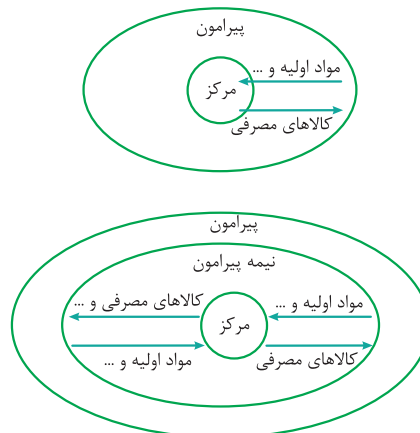 پیرامون
مواد اولیه و ...
مرکز
کالاهای مصرفی
پیرامون
نیمه پیرامون
کالاهای مصرفی و ...
مواد اولیه و ...
مرکز
مواد اولیه و ...
کالاهای مصرفی